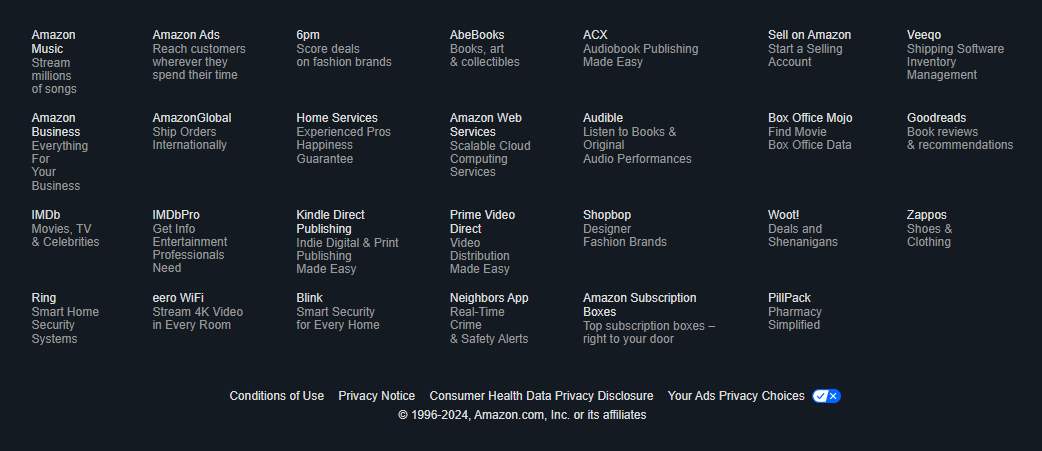 Amazon
Music
Stream
millions
of songs
Amazon Ads
Reach customers
wherever they
spend their time
6pm
Score deals
on fashion brands
AbeBooks
Books, art
& collectibles
ACX
Audiobook Publishing
Made Easy
Sell on Amazon
Start a Selling
Account
Veeqo
Shipping Software
Inventory
Management
Amazon
Business
Everything
For
Your
Business
AmazonGlobal
Ship Orders
Internationally
Home Services
Experienced Pros
Happiness
Guarantee
Amazon Web
Services
Scalable Cloud
Computing
Services
Audible
Listen to Books &
Original
Audio Performances
Box Office Mojo
Find Movie
Box Office Data
Goodreads
Book reviews
& recommendations
IMDb
Movies, TV
& Celebrities
IMDbPro
Get Info
Entertainment
Professionals
Need
Kindle Direct
Publishing
Indie Digital & Print
Publishing
Made Easy
Prime Video
Direct
Video
Distribution
Made Easy
Shopbop
Designer
Fashion Brands
Woot!
Deals and
Shenanigans
Zappos
Shoes &
Clothing
Ring
Smart Home
Security
Systems
eero WiFi
Stream 4K Video
in Every Room
Blink
Smart Security
for Every Home
Neighbors App
Real-Time
Crime
& Safety Alerts
Amazon Subscription
Boxes
Top subscription boxes –
right to your door
PillPack
Pharmacy
Simplified
Conditions of Use Privacy Notice Consumer Health Data Privacy Disclosure Your Ads Privacy Choices
© 1996-2024, Amazon.com, Inc. or its affiliates